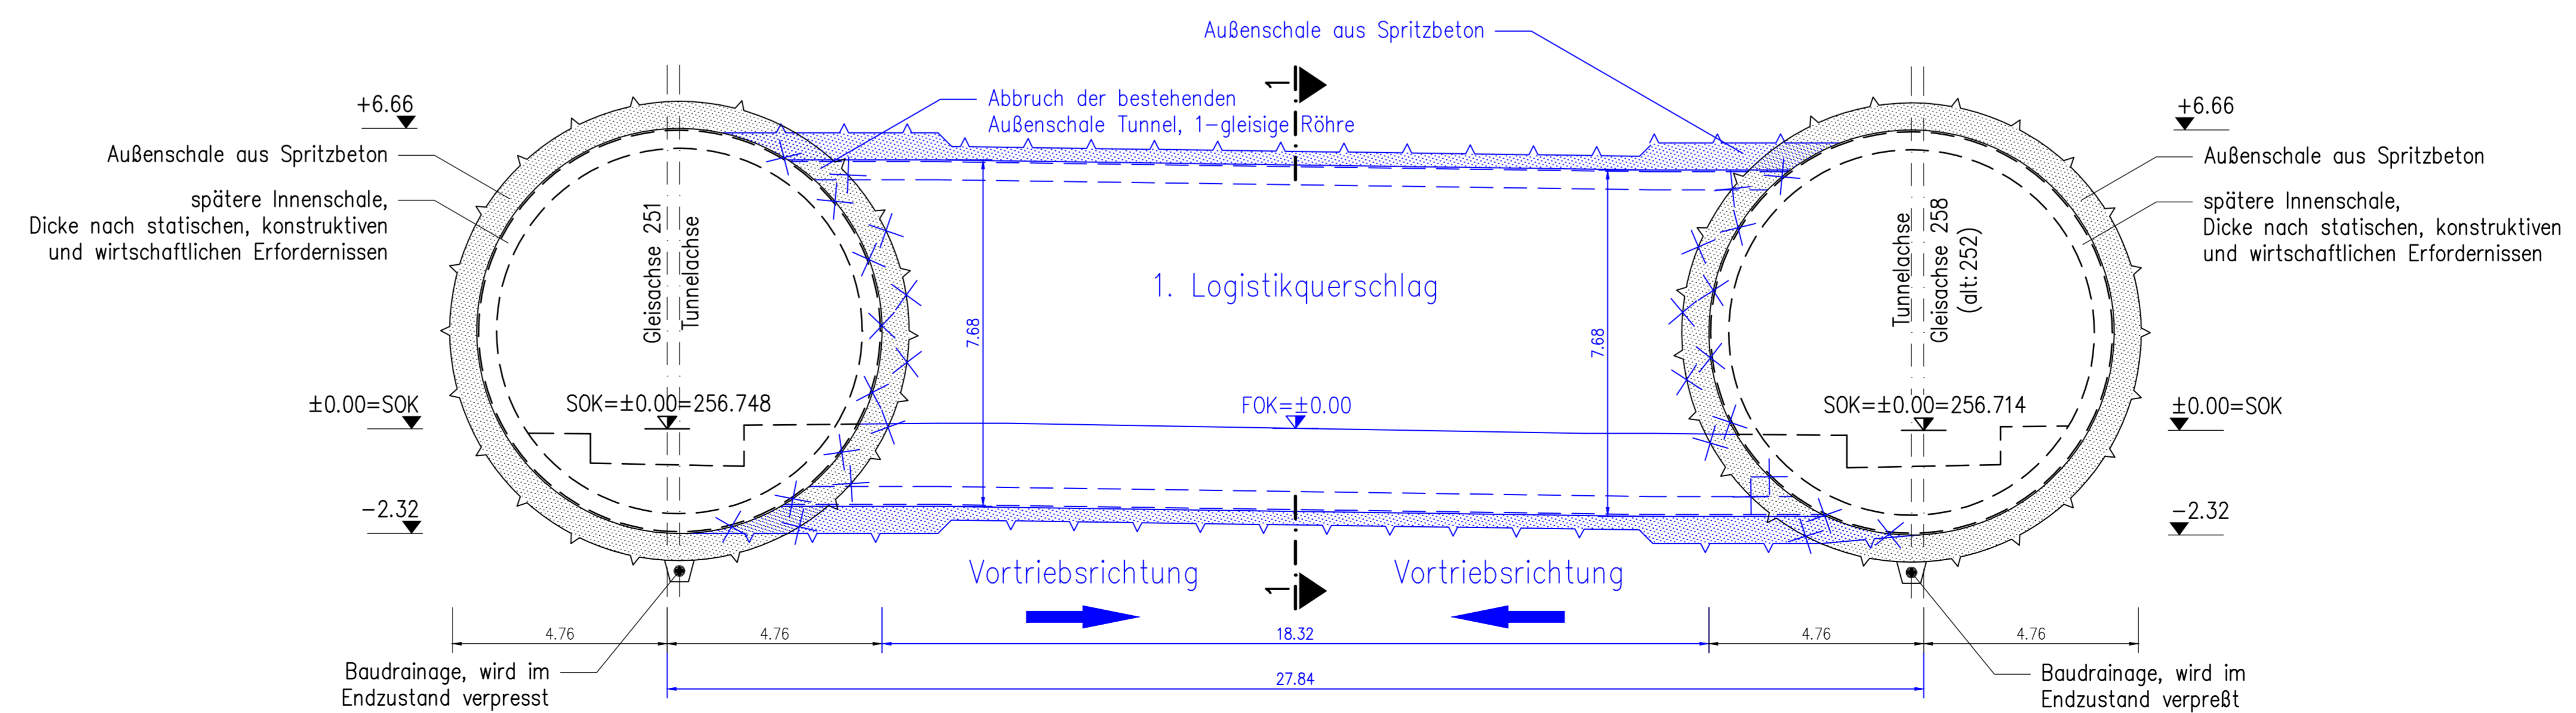 Außenschale aus Spritzbeton
Abbruch der bestehenden
Außenschale Tunnel, 1-gleisige Röhre
1
+6.66
Außenschale aus Spritzbeton
spätere Innenschale,
Dicke nach statischen, konstruktiven
und wirtschaftlichen Erfordernissen
±0.00=SOK
-2.32
Gleisachse 251
Tunnelachse
SOK=±0.00=256.748
7.68
1. Logistikquerschlag
FOK=±0.00
7.68
Tunnelachse
Gleisachse 258
(alt:252)
SOK=±0.00=256.714
+6.66
Außenschale aus Spritzbeton
spätere Innenschale,
Dicke nach statischen, konstruktiven
und wirtschaftlichen Erfordernissen
±0.00=SOK
-2.32
Vortriebsrichtung
1
Vortriebsrichtung
4.76
4.76
18.32
4.76
4.76
27.84
Baudrainage, wird im
Endzustand verpresst
Baudrainage, wird im
Endzustand verpreßt